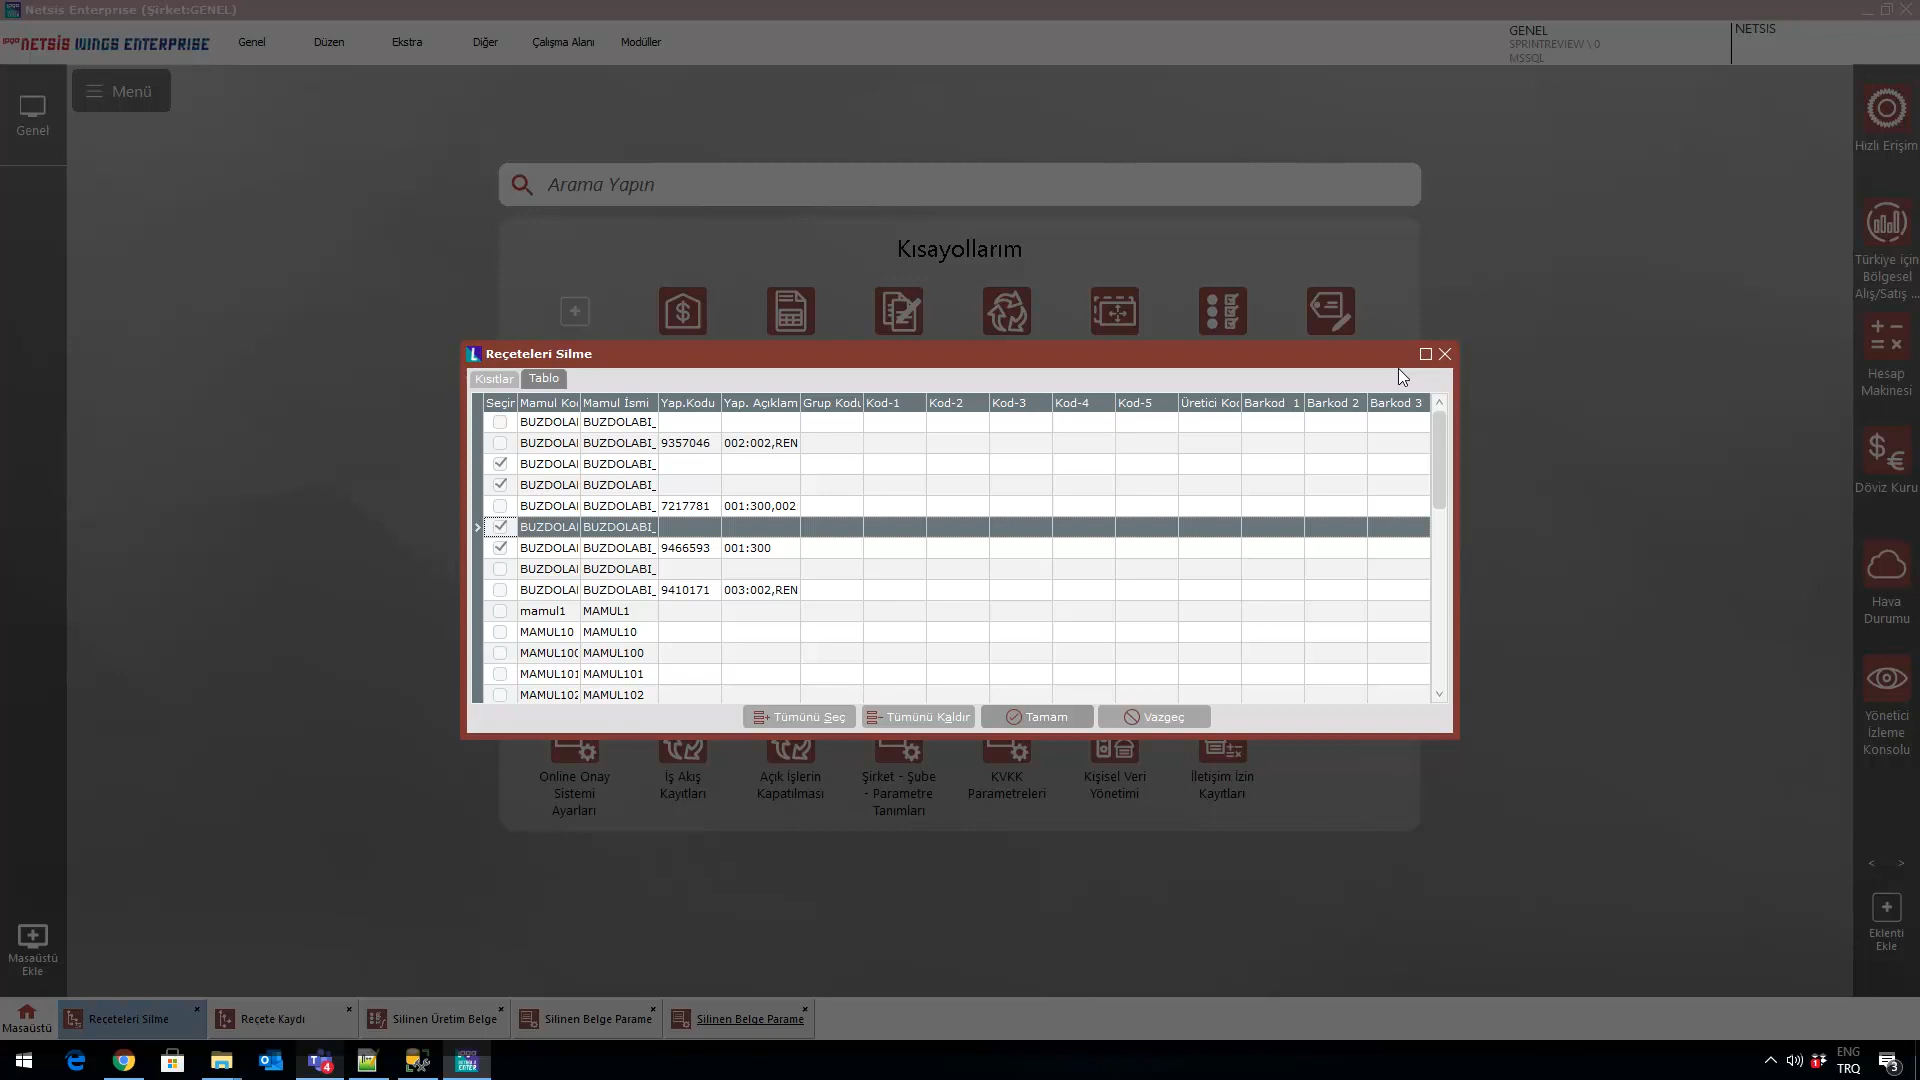 Netsis Enterprise (Şirket:GENEL)
logo NETSİS WINGS ENTERPRISE
Genel
Düzen
Ekstra
Diğer
Çalışma Alanı
Modüller
GENEL
SPRINTREVIEW \ 0
MSSQL
NETSIS
Genel
Menü
Arama Yapın
Kısayollarım
Reçeteleri Silme
Kısıtlar Tablo
Seçir Mamul Ko Mamul İsmi Yap.Kodu Yap. Açıklam Grup Kodu Kod-1 Kod-2 Kod-3 Kod-4 Kod-5 Üretici Ko Barkod 1 Barkod 2 Barkod 3
BUZDOLA BUZDOLABI_
BUZDOLA BUZDOLABI_ 9357046 002:002,REN
BUZDOLA BUZDOLABI_
BUZDOLA BUZDOLABI_
BUZDOLA BUZDOLABI_ 7217781 001:300,002
BUZDOLA BUZDOLABI_
BUZDOLA BUZDOLABI_ 9466593 001:300
BUZDOLA BUZDOLABI_
BUZDOLA BUZDOLABI_ 9410171 003:002,REN
mamul1 MAMUL1
MAMUL10 MAMUL10
MAMUL100 MAMUL100
MAMUL101 MAMUL101
MAMUL102 MAMUL102
Tümünü Seç Tümünü Kaldır Tamam Vazgeç
Online Onay
Sistemi
Ayarları
İş Akış
Kayıtları
Açık İşlerin
Kapatılması
Şirket - Şube
- Parametre
Tanımları
KVKK
Parametreleri
Kişisel Veri
Yönetimi
İletişim İzin
Kayıtları
Hızlı Erişim
Türkiye için
Bölgesel
Alış/Satış ...
Hesap
Makinesi
Döviz Kuru
Hava
Durumu
Yönetici
İzleme
Konsolu
Eklenti
Ekle
Masaüstü
Ekle
Masaüstü
Reçeteleri Silme
Reçete Kaydı
Silinen Üretim Belge
Silinen Belge Parame
Silinen Belge Parame
4
1
ENG
TRQ
3